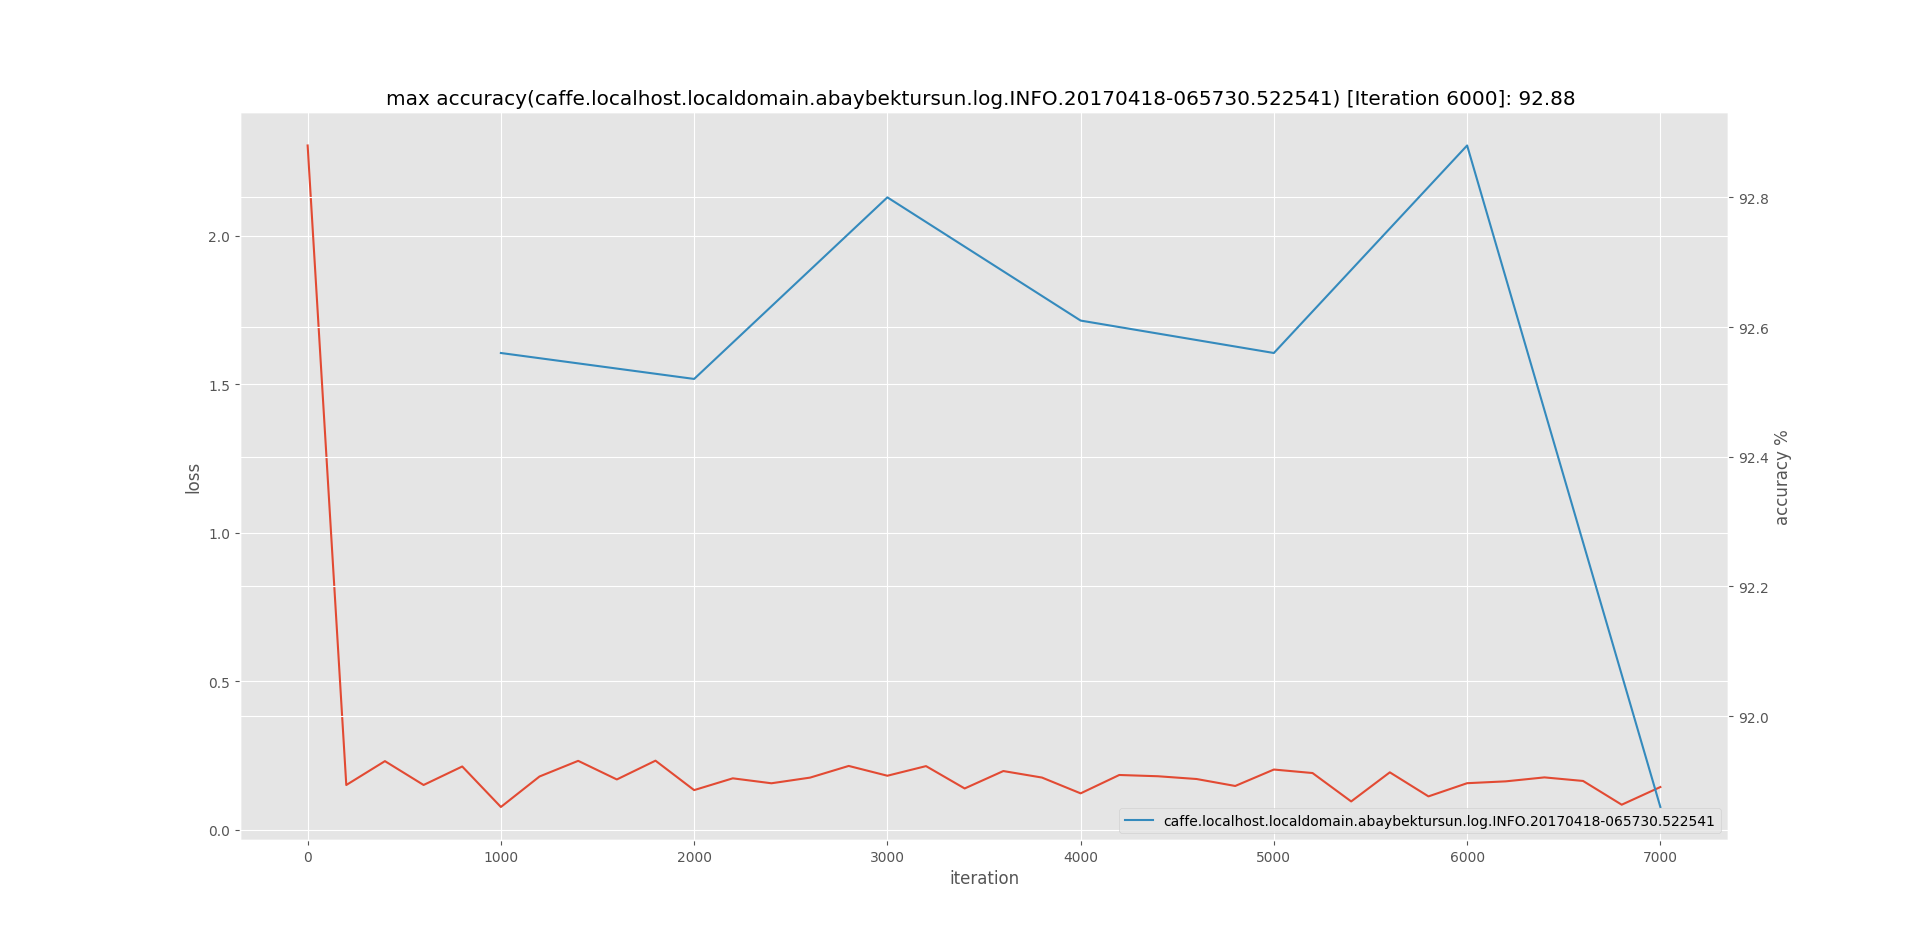 max accuracy(caffe.localhost.localdomain.abaybektursun.log.INFO.20170418-065730.522541) [Iteration 6000]: 92.88
2.0
1.5
1.0
0.5
0.0
loss
92.8
92.6
92.4
92.2
92.0
accuracy %
caffe.localhost.localdomain.abaybektursun.log.INFO.20170418-065730.522541
0 1000 2000 3000 4000 5000 6000 7000
iteration